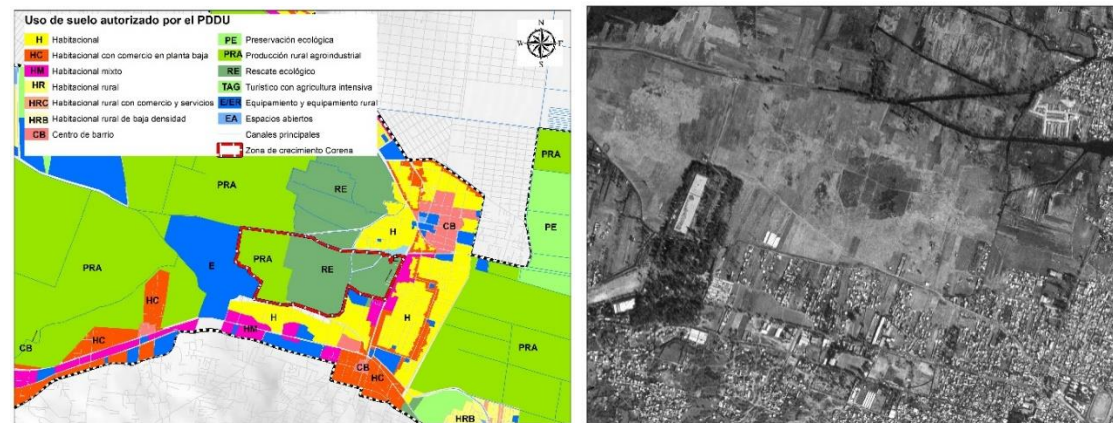 Uso de suelo autorizado por el PDDU
H Habitacional
HC Habitacional con comercio en planta baja
HM Habitacional mixto
HR Habitacional rural
HRC Habitacional rural con comercio y servicios
HRB Habitacional rural de baja densidad
CB Centro de barrio
PE Preservación ecológica
PRA Producción rural agroindustrial
RE Rescate ecológico
TAG Turístico con agricultura intensiva
E/ER Equipamiento y equipamiento rural
EA Espacios abiertos
Canales principales
Zona de crecimiento Corena
N
W E
S
PRA
PRA
RE
PE
CB
H
PRA
RE
E
PRA
HC
H
H
HM
HC
PRA
CB
CB
HC
HRB